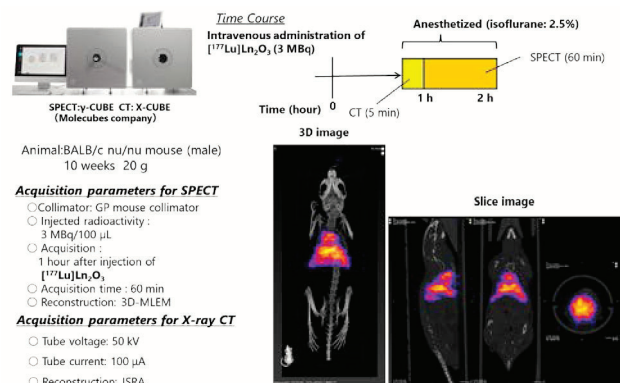 Time Course
Intravenous administration of
[¹⁷⁷Lu]Ln₂O₃ (3 MBq)
Anesthetized (isoflurane: 2.5%)
SPECT (60 min)
Time (hour)
0
CT (5 min)
1 h
2 h
SPECT:γ-CUBE CT: X-CUBE
(Molecubes company)
Animal:BALB/c nu/nu mouse (male)
10 weeks 20 g
Acquisition parameters for SPECT
○Collimator: GP mouse collimator
○ Injected radioactivity :
3 MBq/100 μL
○ Acquisition :
1 hour after injection of
[¹⁷⁷Lu]Ln₂O₃
○ Acquisition time : 60 min
○ Reconstruction: 3D-MLEM
Acquisition parameters for X-ray CT
○ Tube voltage: 50 kV
○ Tube current: 100 μA
○ Reconstruction: ISRA
3D image
Slice image